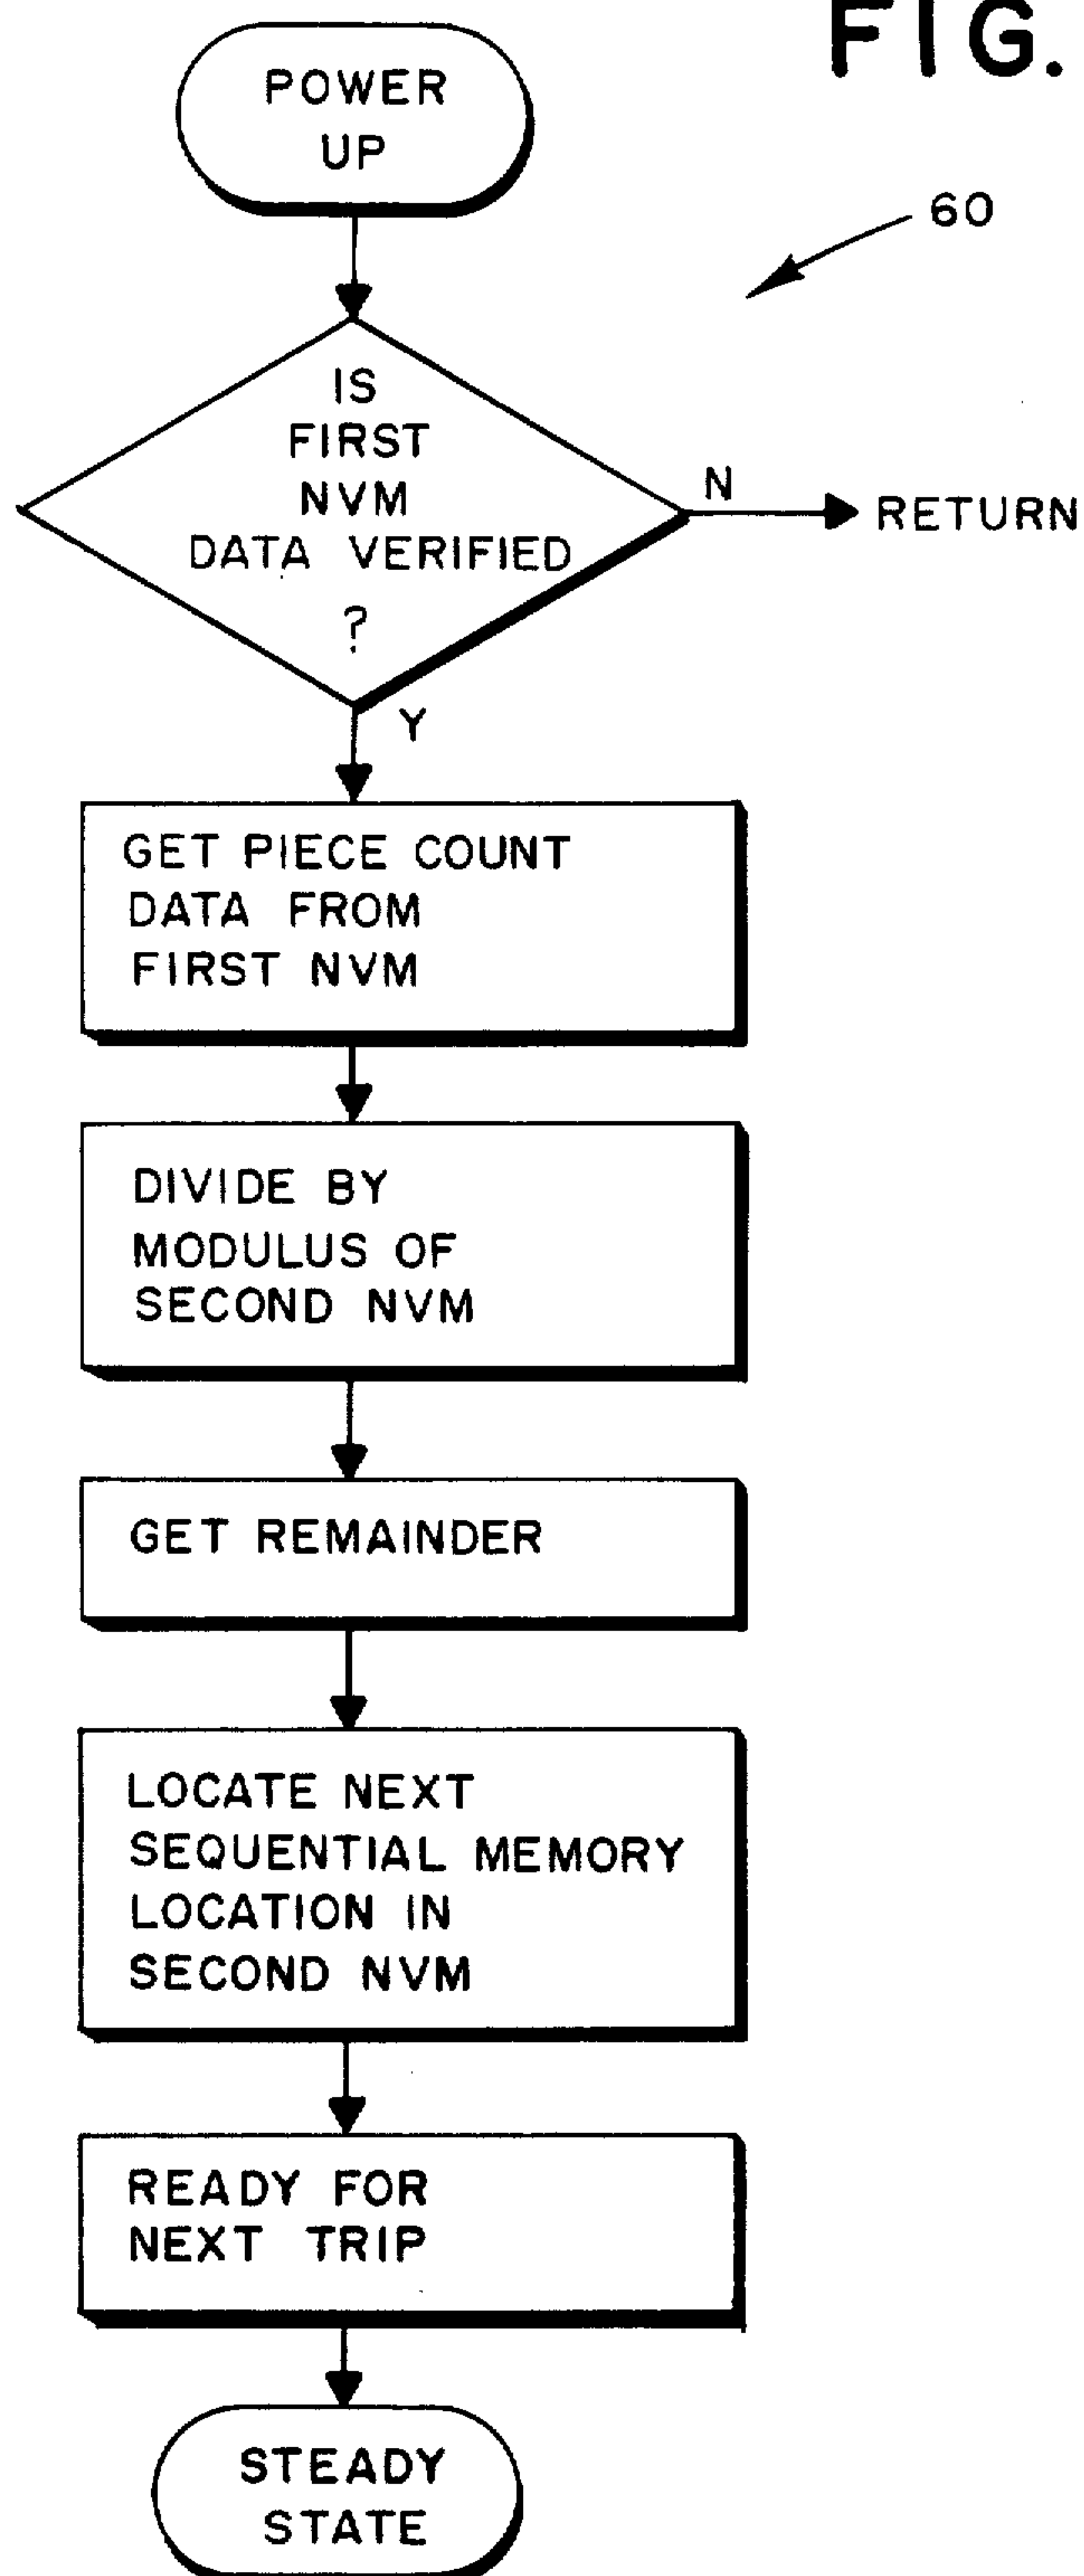 FIG.
POWER
UP
60
IS
FIRST
NVM
DATA VERIFIED
?
N
RETURN
Y
GET PIECE COUNT
DATA FROM
FIRST NVM
DIVIDE BY
MODULUS OF
SECOND NVM
GET REMAINDER
LOCATE NEXT
SEQUENTIAL MEMORY
LOCATION IN
SECOND NVM
READY FOR
NEXT TRIP
STEADY
STATE